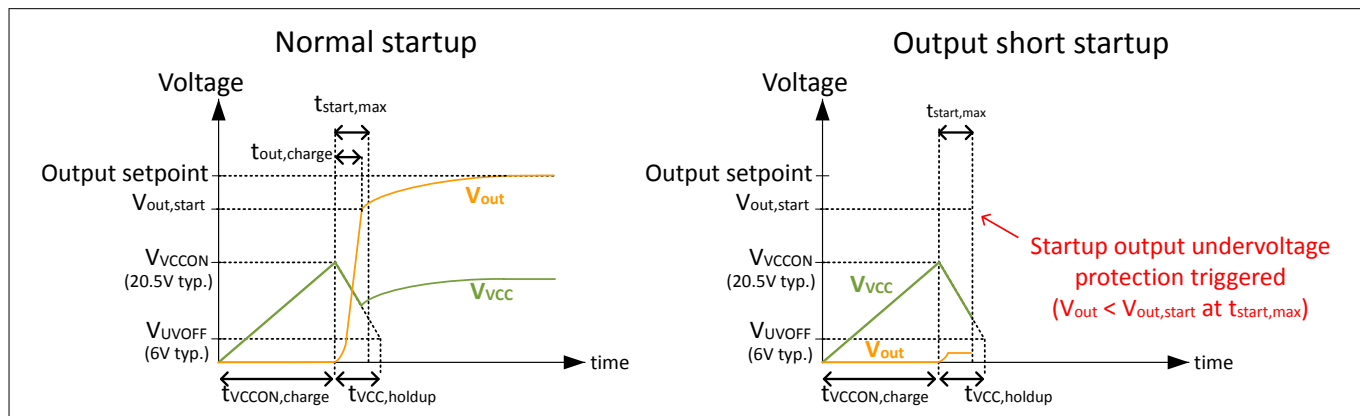 Normal startup
Voltage
tstart,max
tout,charge
Output setpoint
Vout,start
Vout
VVCCON
(20.5V typ.)
VVCC
VUVOFF
(6V typ.)
time
tVCCON,charge
tVCC,holdup
Output short startup
Voltage
tstart,max
Output setpoint
Vout,start
VVCCON
(20.5V typ.)
VVCC
Startup output undervoltage
protection triggered
(Vout < Vout,start at tstart,max)
VUVOFF
(6V typ.)
Vout
time
tVCCON,charge
tVCC,holdup